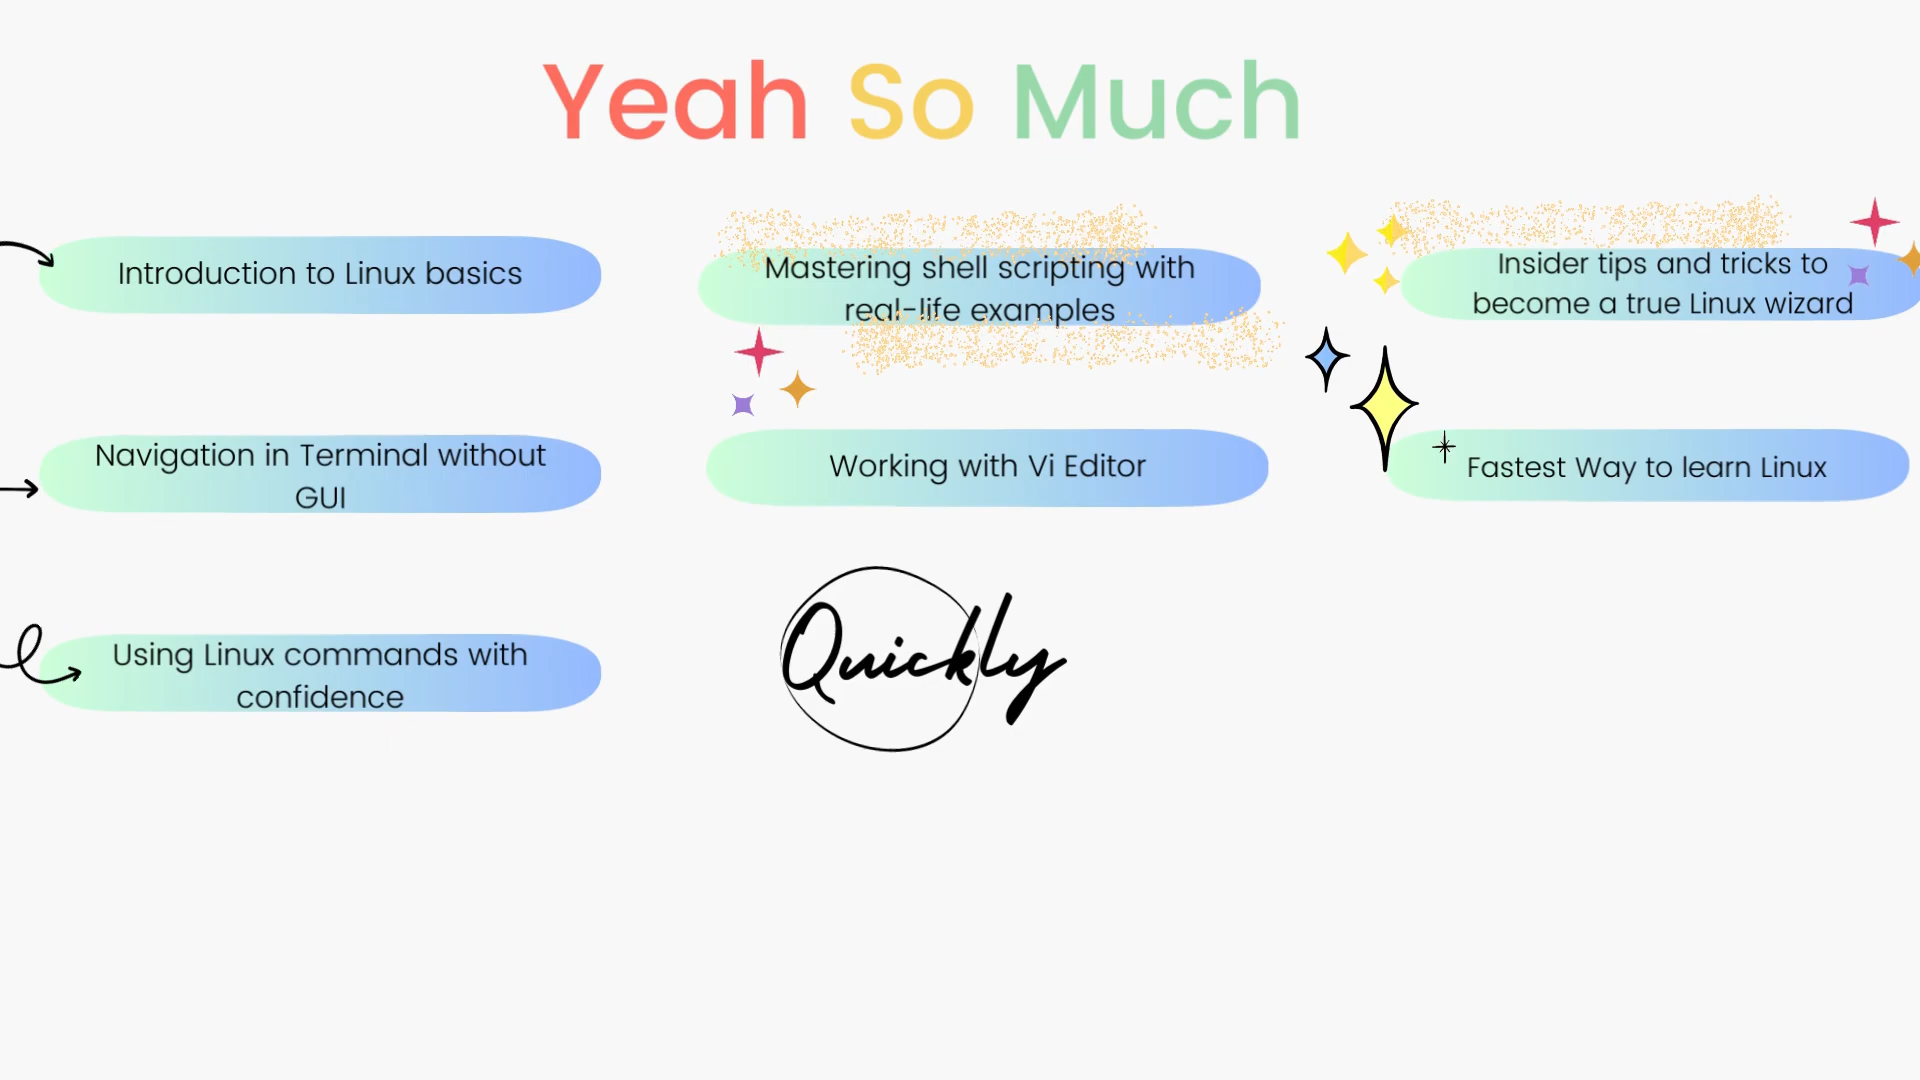 Yeah So Much
Introduction to Linux basics
Navigation in Terminal without
GUI
Using Linux commands with
confidence
Mastering shell scripting with
real-life examples
Working with Vi Editor
Quickly
Insider tips and tricks to
become a true Linux wizard
Fastest Way to learn Linux